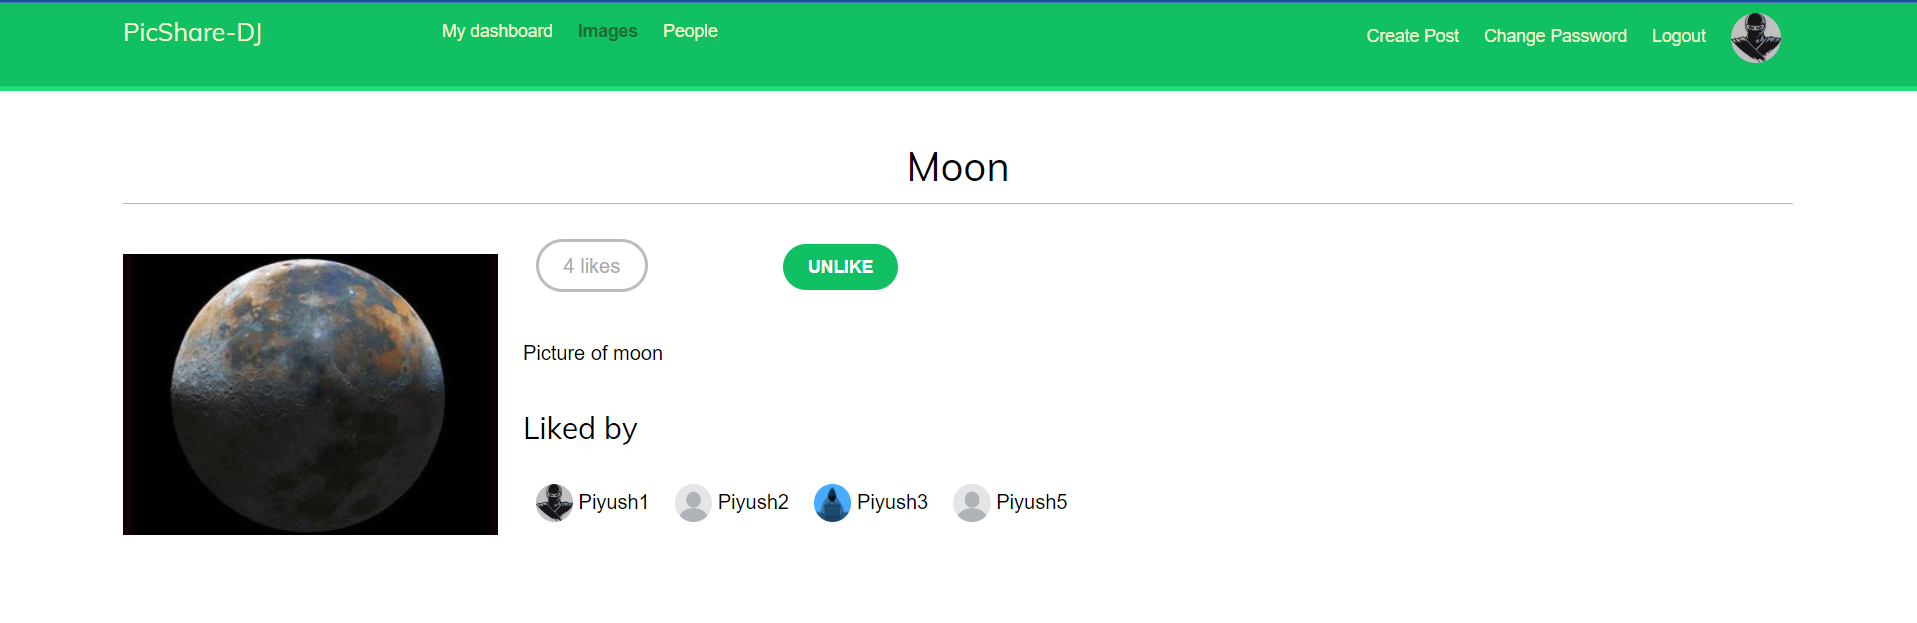 PicShare-DJ My dashboard Images People Create Post Change Password Logout
Moon
4 likes UNLIKE
Picture of moon
Liked by
Piyush1 Piyush2 Piyush3 Piyush5